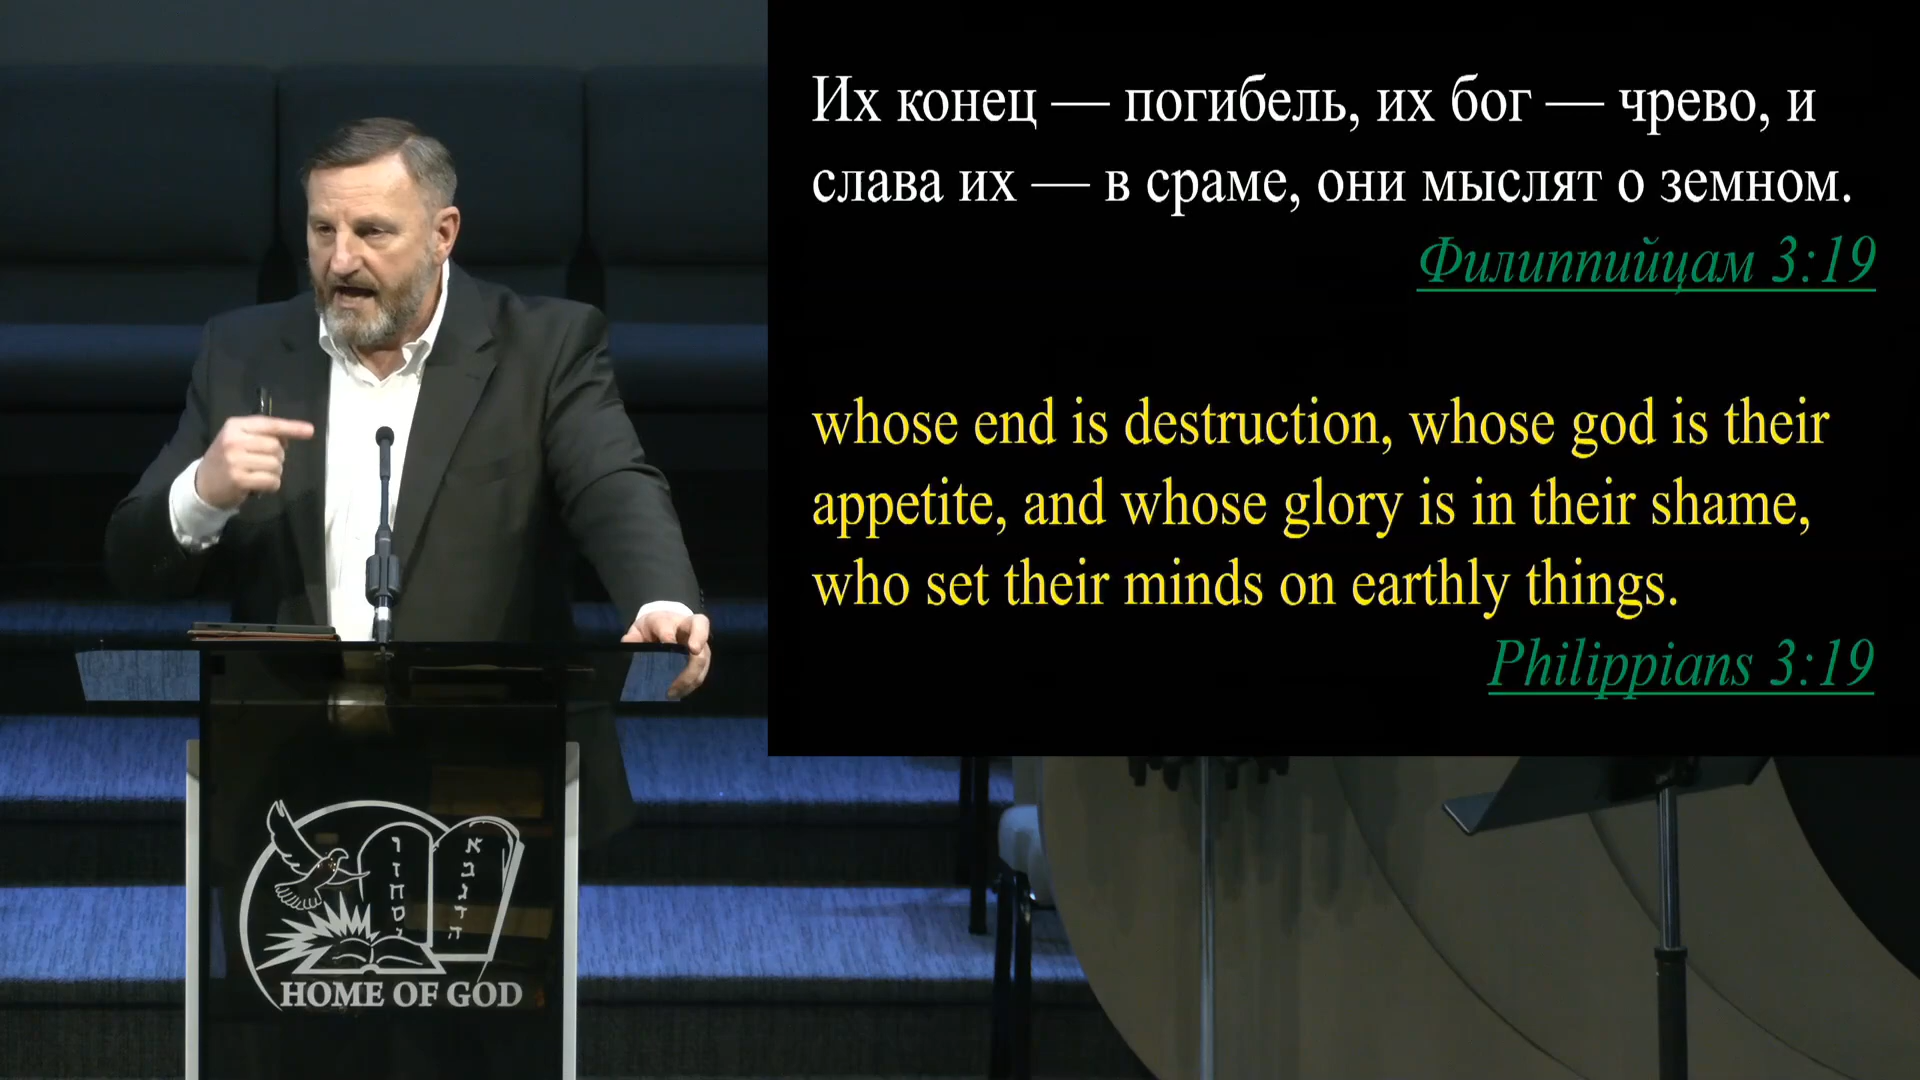 Их конец — погибель, их бог — чрево, и
слава их — в сраме, они мыслят о земном.
Филиппийцам 3:19
whose end is destruction, whose god is their
appetite, and whose glory is in their shame,
who set their minds on earthly things.
Philippians 3:19
ו א
ז ב
ח ג
ט ד
י ה
HOME OF GOD